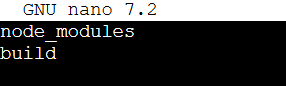 GNU nano 7.2
node_modules
build